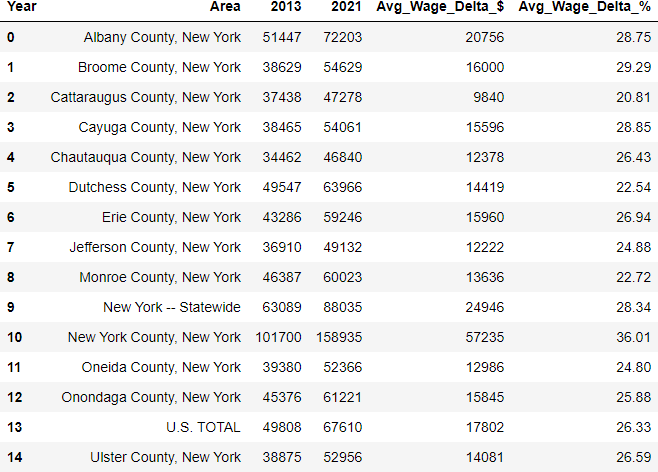 Year Area 2013 2021 Avg_Wage_Delta_$ Avg_Wage_Delta_%
0 Albany County, New York 51447 72203 20756 28.75
1 Broome County, New York 38629 54629 16000 29.29
2 Cattaraugus County, New York 37438 47278 9840 20.81
3 Cayuga County, New York 38465 54061 15596 28.85
4 Chautauqua County, New York 34462 46840 12378 26.43
5 Dutchess County, New York 49547 63966 14419 22.54
6 Erie County, New York 43286 59246 15960 26.94
7 Jefferson County, New York 36910 49132 12222 24.88
8 Monroe County, New York 46387 60023 13636 22.72
9 New York -- Statewide 63089 88035 24946 28.34
10 New York County, New York 101700 158935 57235 36.01
11 Oneida County, New York 39380 52366 12986 24.80
12 Onondaga County, New York 45376 61221 15845 25.88
13 U.S. TOTAL 49808 67610 17802 26.33
14 Ulster County, New York 38875 52956 14081 26.59